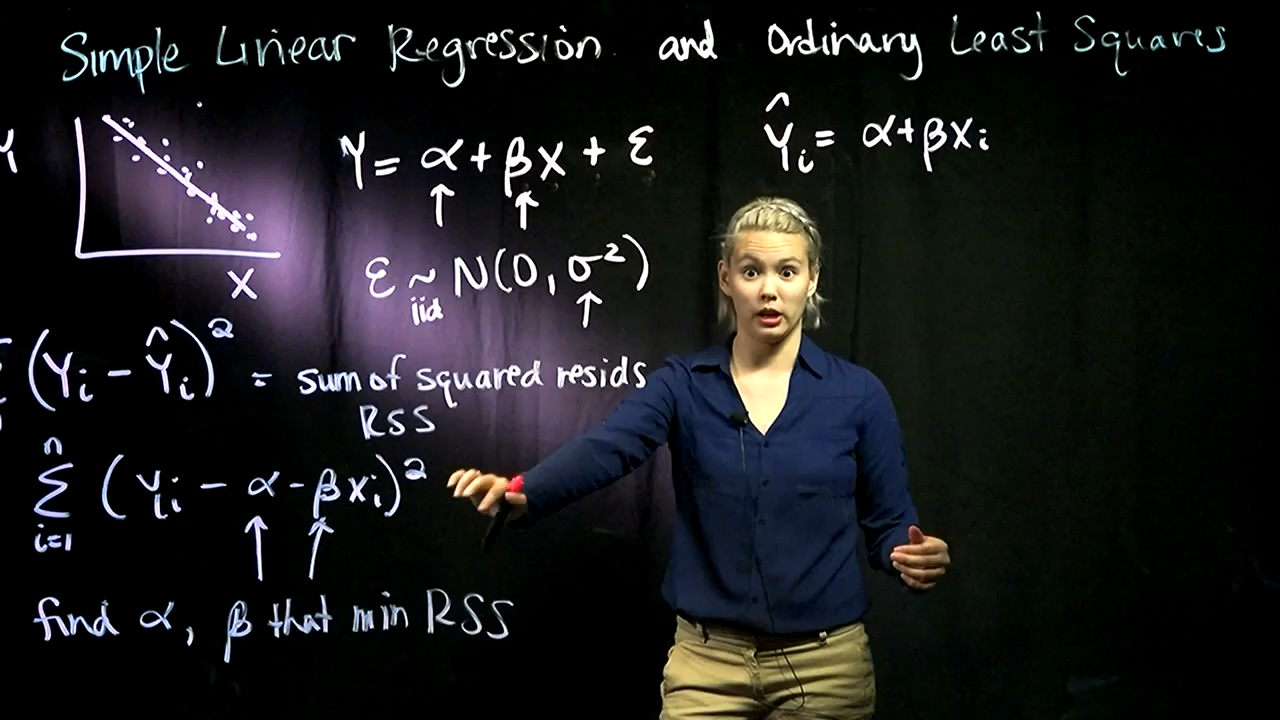 Simple Linear Regression and Ordinary Least Squares
Y
X
Y = α + βX + ε
↑ ↑
ε ~ N(0, σ²)
iid
↑
Ŷi = α + βXi
(Yi - Ŷi)² = sum of squared resids
RSS
n
Σ (Yi - α - βXi)²
i=1
↑ ↑
find α, β that min RSS